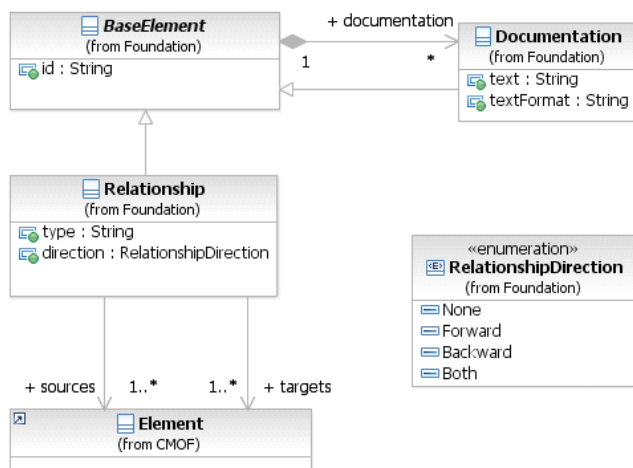 BaseElement
(from Foundation)
id : String
+ documentation
1
*
Documentation
(from Foundation)
text : String
textFormat : String
Relationship
(from Foundation)
type : String
direction : RelationshipDirection
«enumeration»
RelationshipDirection
(from Foundation)
None
Forward
Backward
Both
+ sources
1..*
1..*
+ targets
Element
(from CMOF)